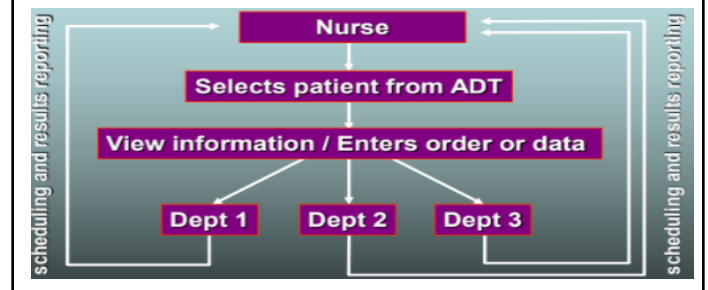 Nurse
Selects patient from ADT
View information / Enters order or data
Dept 1 Dept 2 Dept 3
scheduling and results reporting
scheduling and results reporting